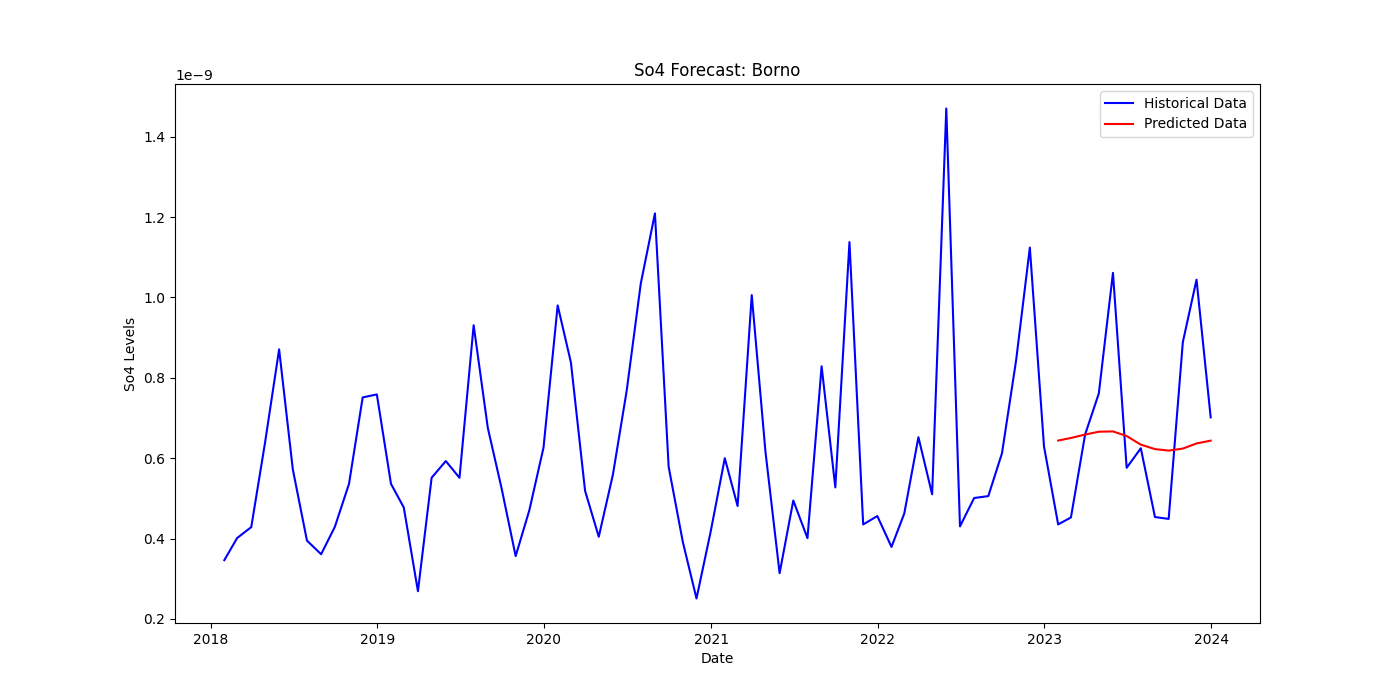 So4 Forecast: Borno
1e−9
Historical Data
Predicted Data
1.4
1.2
1.0
0.8
0.6
0.4
0.2
So4 Levels
2018 2019 2020 2021 2022 2023 2024
Date